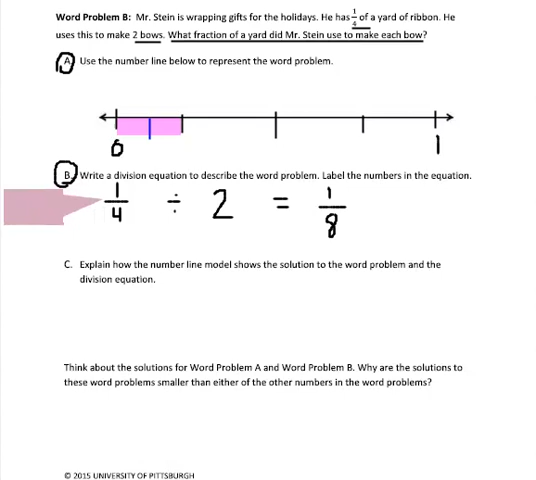 Word Problem B: Mr. Stein is wrapping gifts for the holidays. He has 1/4 of a yard of ribbon. He
uses this to make 2 bows. What fraction of a yard did Mr. Stein use to make each bow?
A. Use the number line below to represent the word problem.
0 1
B. Write a division equation to describe the word problem. Label the numbers in the equation.
1/4 ÷ 2 = 1/8
C. Explain how the number line model shows the solution to the word problem and the
division equation.
Think about the solutions for Word Problem A and Word Problem B. Why are the solutions to
these word problems smaller than either of the other numbers in the word problems?
© 2015 UNIVERSITY OF PITTSBURGH